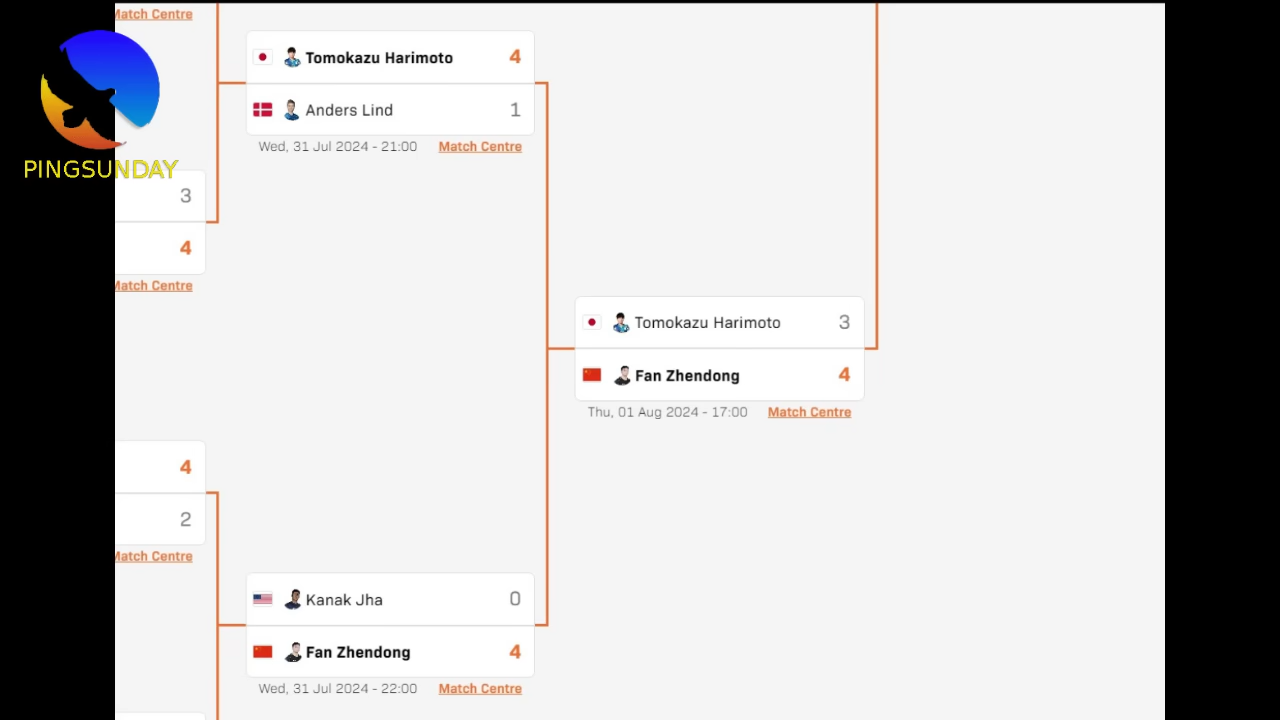 Match Centre
Tomokazu Harimoto 4
Anders Lind 1
Wed, 31 Jul 2024 - 21:00 Match Centre
PINGSUNDAY
3
4
Match Centre
Tomokazu Harimoto 3
Fan Zhendong 4
Thu, 01 Aug 2024 - 17:00 Match Centre
4
2
Match Centre
Kanak Jha 0
Fan Zhendong 4
Wed, 31 Jul 2024 - 22:00 Match Centre